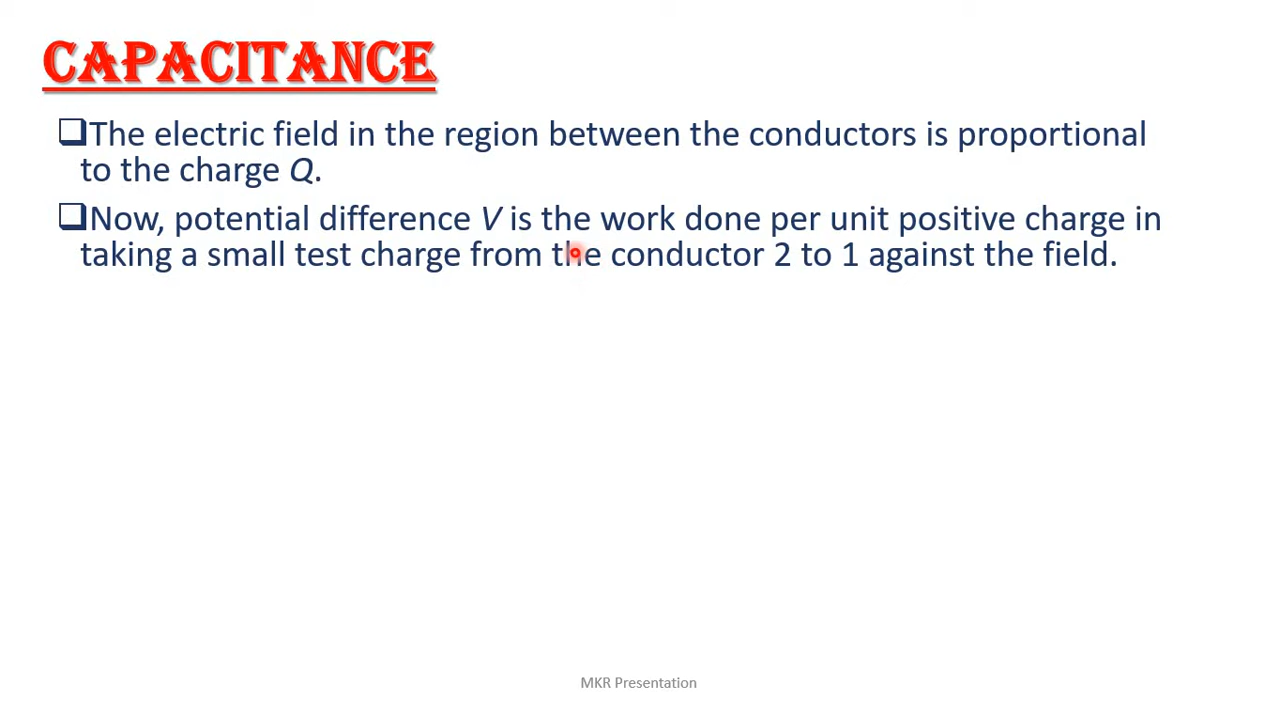 CAPACITANCE
❑The electric field in the region between the conductors is proportional
to the charge Q.
❑Now, potential difference V is the work done per unit positive charge in
taking a small test charge from the conductor 2 to 1 against the field.
MKR Presentation